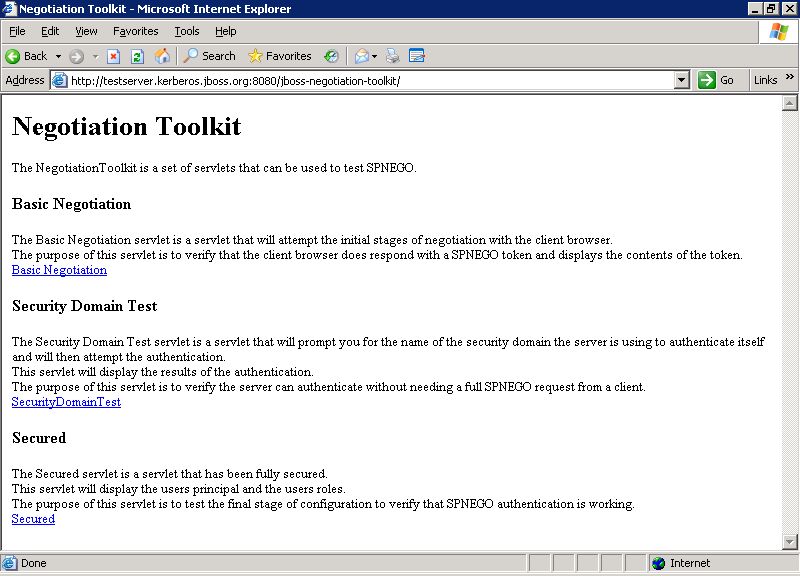 Negotiation Toolkit - Microsoft Internet Explorer
File Edit View Favorites Tools Help
Back Search Favorites
Address http://testserver.kerberos.jboss.org:8080/jboss-negotiation-toolkit/ Go Links »
Negotiation Toolkit
The NegotiationToolkit is a set of servlets that can be used to test SPNEGO.
Basic Negotiation
The Basic Negotiation servlet is a servlet that will attempt the initial stages of negotiation with the client browser.
The purpose of this servlet is to verify that the client browser does respond with a SPNEGO token and displays the contents of the token.
Basic Negotiation
Security Domain Test
The Security Domain Test servlet is a servlet that will prompt you for the name of the security domain the server is using to authenticate itself
and will then attempt the authentication.
This servlet will display the results of the authentication.
The purpose of this servlet is to verify the server can authenticate without needing a full SPNEGO request from a client.
SecurityDomainTest
Secured
The Secured servlet is a servlet that has been fully secured.
This servlet will display the users principal and the users roles.
The purpose of this servlet is to test the final stage of configuration to verify that SPNEGO authentication is working.
Secured
Done Internet